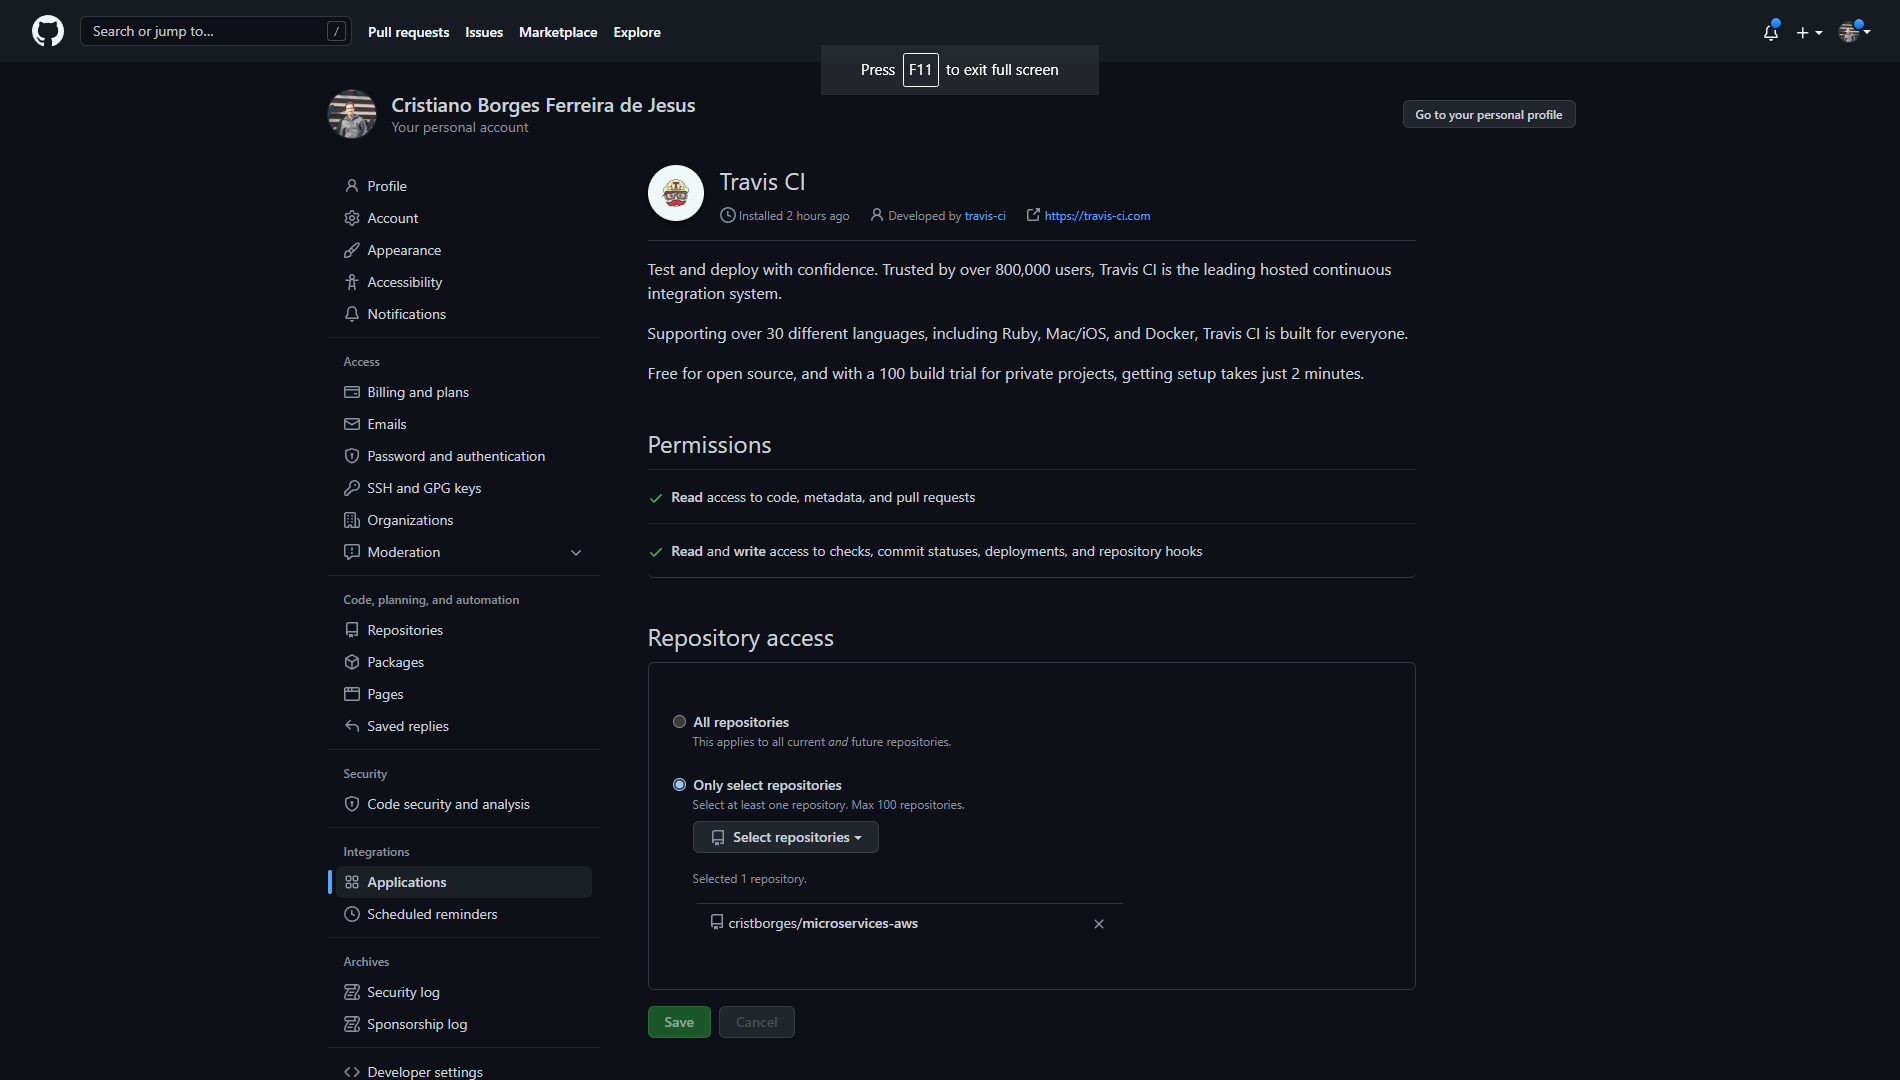 Search or jump to... /
Pull requests Issues Marketplace Explore
Press F11 to exit full screen
Cristiano Borges Ferreira de Jesus
Your personal account
Go to your personal profile
Profile
Account
Appearance
Accessibility
Notifications
Access
Billing and plans
Emails
Password and authentication
SSH and GPG keys
Organizations
Moderation
Code, planning, and automation
Repositories
Packages
Pages
Saved replies
Security
Code security and analysis
Integrations
Applications
Scheduled reminders
Archives
Security log
Sponsorship log
Developer settings
Travis CI
Installed 2 hours ago Developed by travis-ci https://travis-ci.com
Test and deploy with confidence. Trusted by over 800,000 users, Travis CI is the leading hosted continuous
integration system.
Supporting over 30 different languages, including Ruby, Mac/iOS, and Docker, Travis CI is built for everyone.
Free for open source, and with a 100 build trial for private projects, getting setup takes just 2 minutes.
Permissions
Read access to code, metadata, and pull requests
Read and write access to checks, commit statuses, deployments, and repository hooks
Repository access
All repositories
This applies to all current and future repositories.
Only select repositories
Select at least one repository. Max 100 repositories.
Select repositories
Selected 1 repository.
cristborges/microservices-aws
Save Cancel